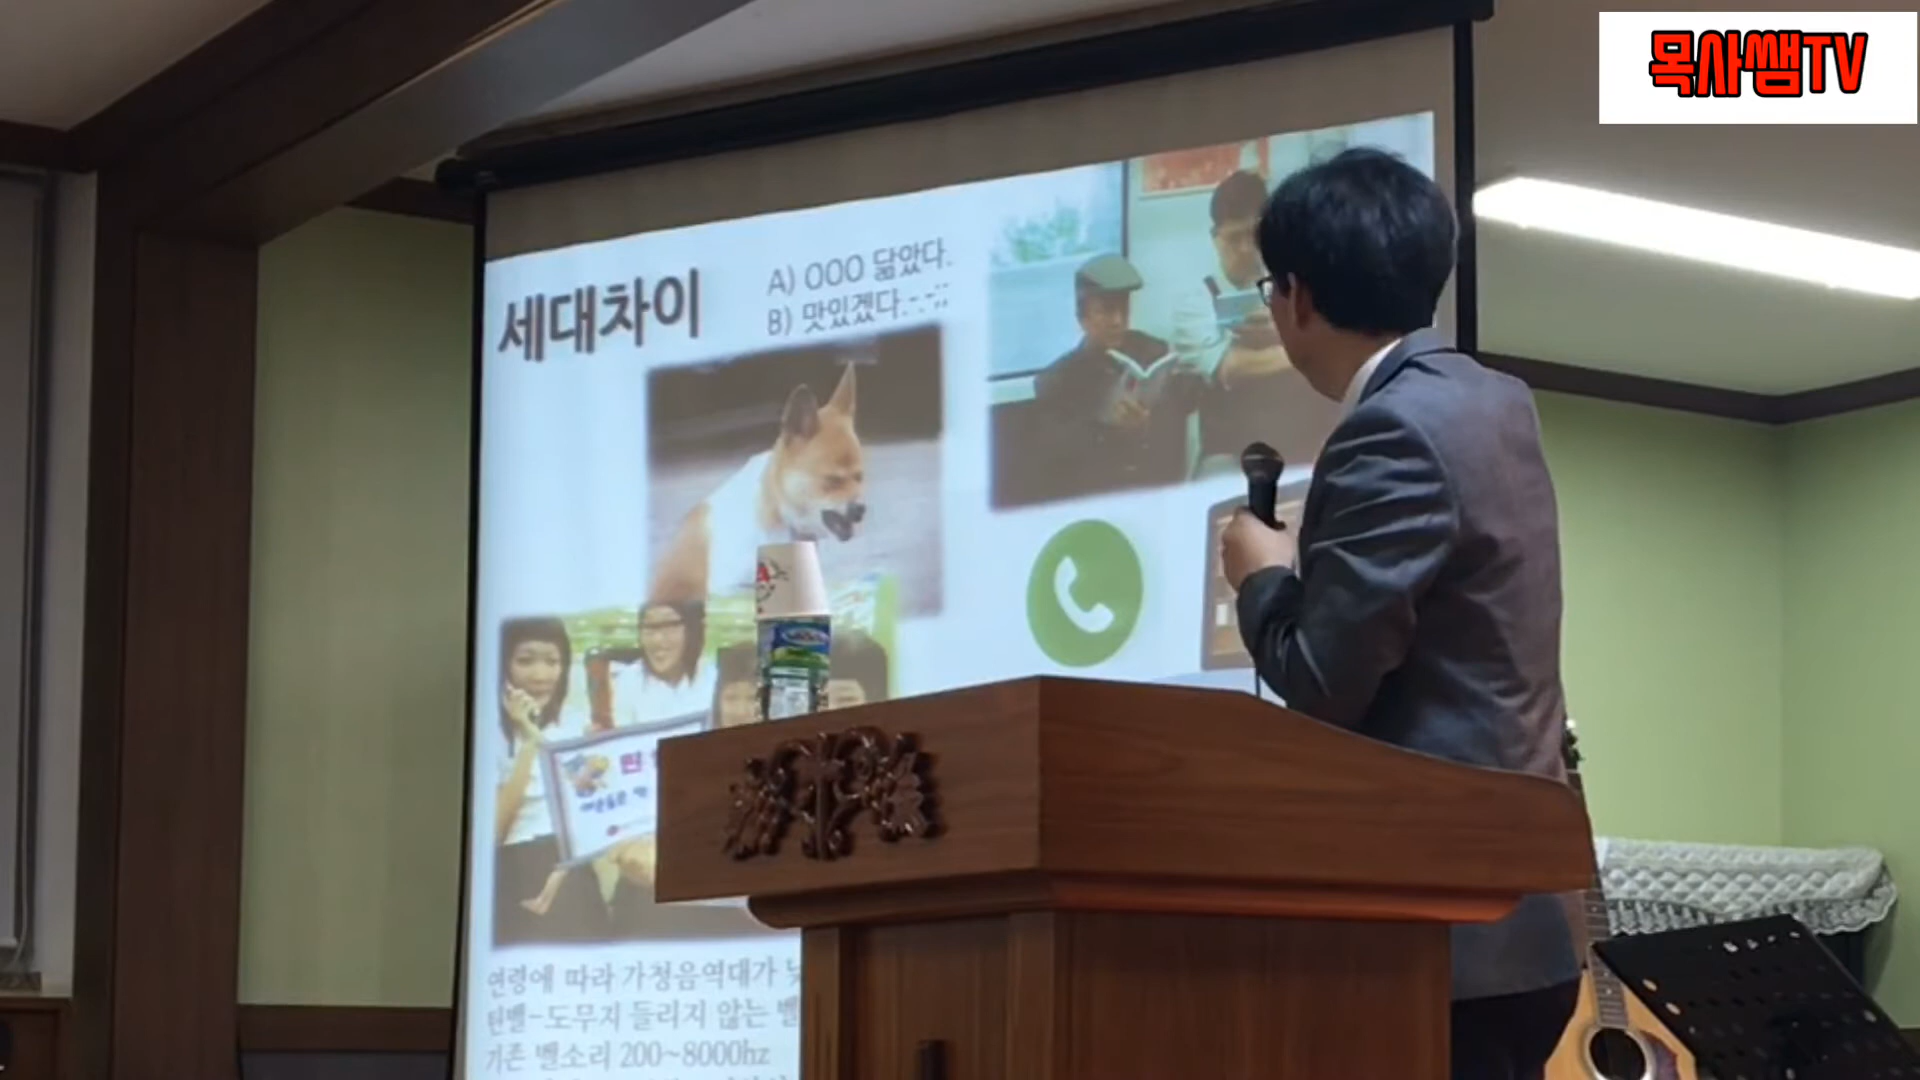 목사쌤TV
세대차이
A) OOO 닮았다.
B) 맛있겠다.-.-;;
틴
연령에 따라 가청음역대가
틴벨-도무지 들리지 않는 벨
기존 벨소리 200~8000hz